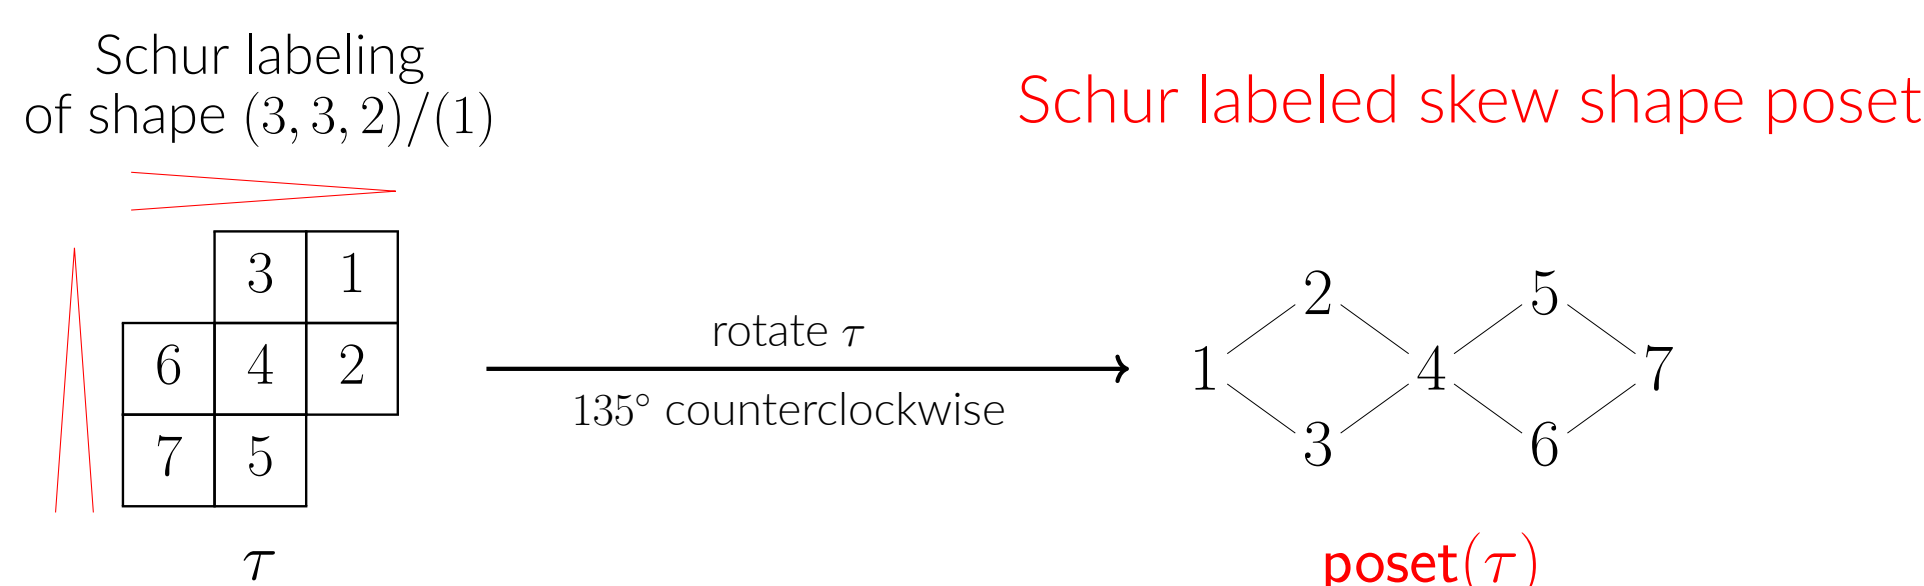 Schur labeling
of shape (3, 3, 2)/(1)
Schur labeled skew shape poset
3 1
6 4 2
7 5
τ
rotate τ
135° counterclockwise
2 5
1 4 7
3 6
poset(τ)